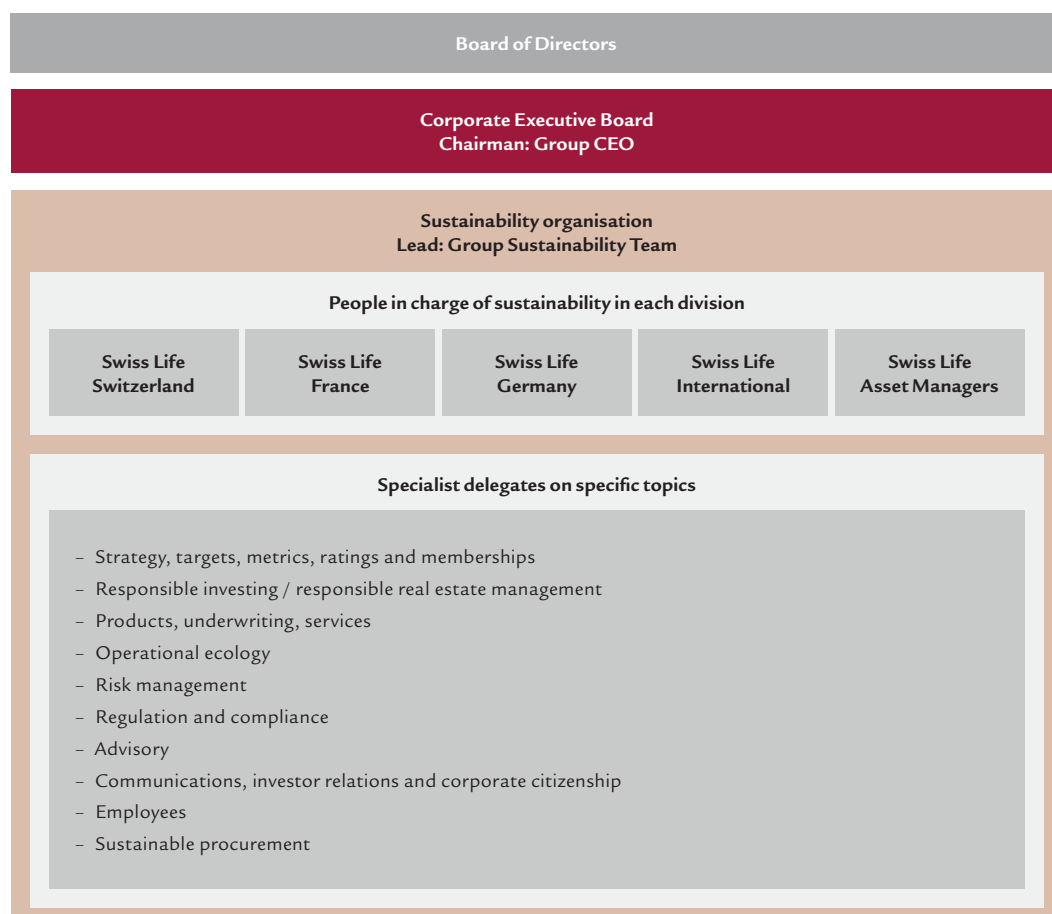 Board of Directors
Corporate Executive Board
Chairman: Group CEO
Sustainability organisation
Lead: Group Sustainability Team
People in charge of sustainability in each division
Swiss Life
Switzerland
Swiss Life
France
Swiss Life
Germany
Swiss Life
International
Swiss Life
Asset Managers
Specialist delegates on specific topics
– Strategy, targets, metrics, ratings and memberships
– Responsible investing / responsible real estate management
– Products, underwriting, services
– Operational ecology
– Risk management
– Regulation and compliance
– Advisory
– Communications, investor relations and corporate citizenship
– Employees
– Sustainable procurement